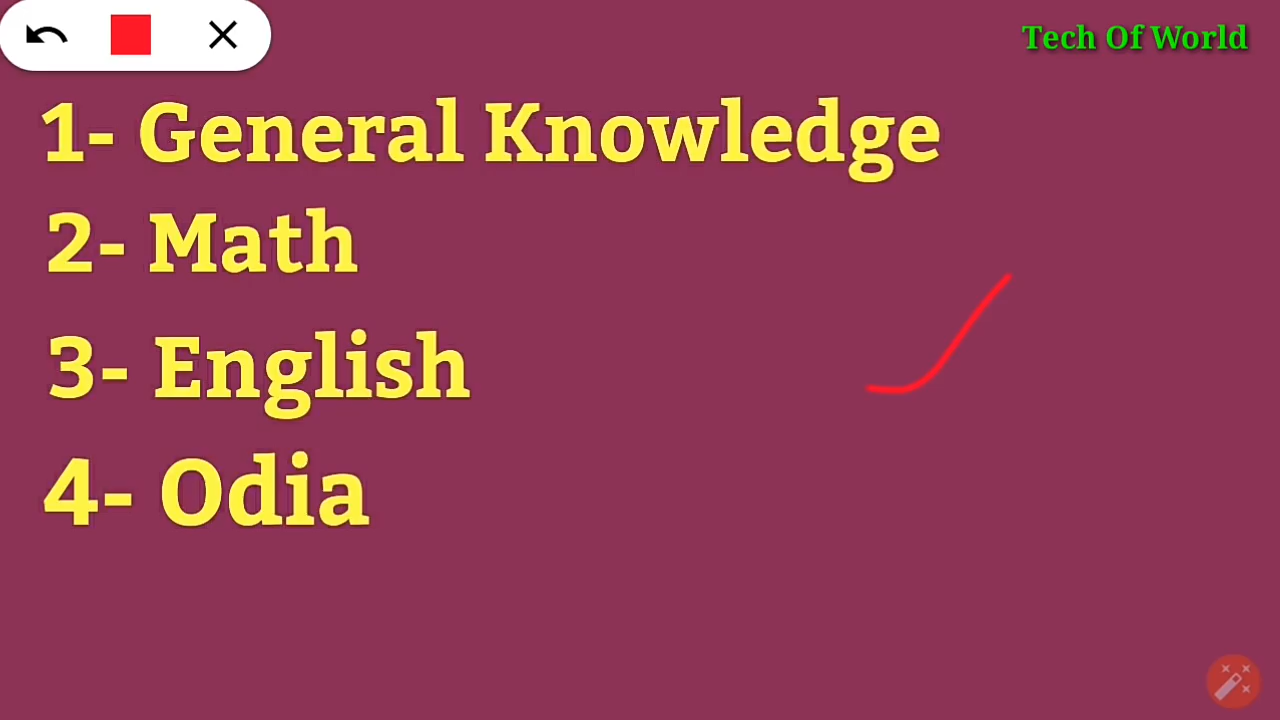 Tech Of World
1- General Knowledge
2- Math
3- English
4- Odia